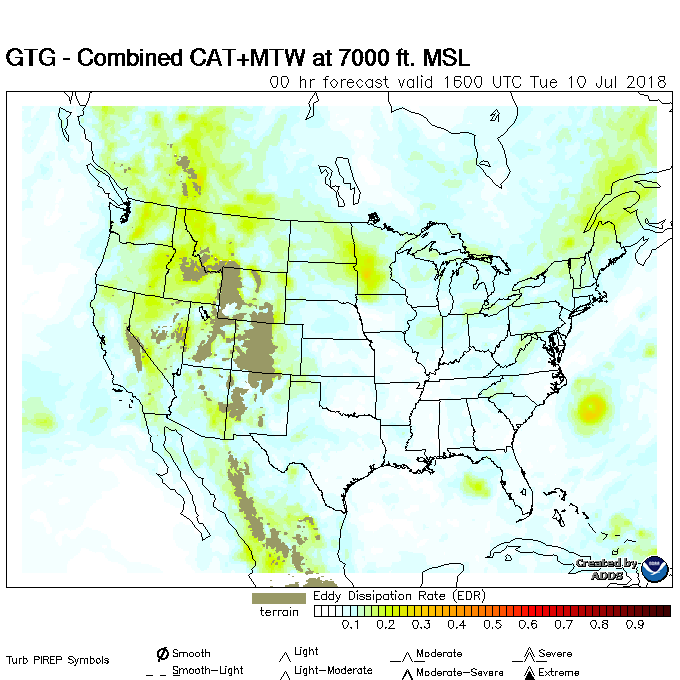 GTG - Combined CAT+MTW at 7000 ft. MSL
00 hr forecast valid 1600 UTC Tue 10 Jul 2018
Created by
ADDS
NOAA
Eddy Dissipation Rate (EDR)
terrain
0.1 0.2 0.3 0.4 0.5 0.6 0.7 0.8 0.9
Turb PIREP Symbols
Smooth Light Moderate Severe
Smooth-Light Light-Moderate Moderate-Severe Extreme